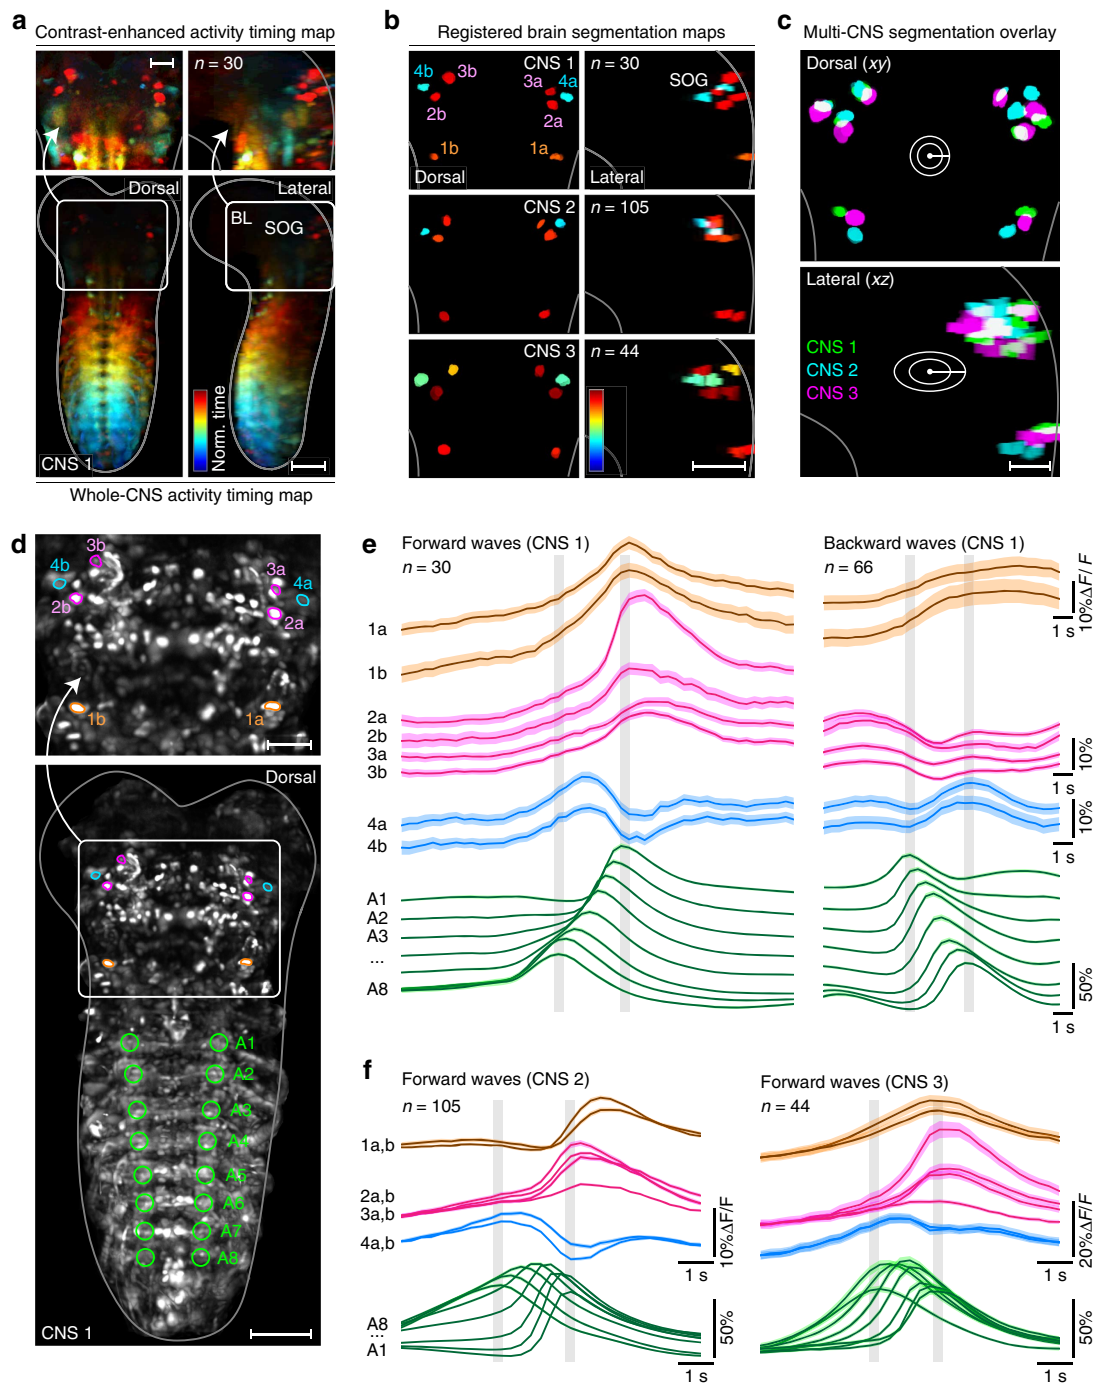 a
Contrast-enhanced activity timing map
n = 30
Dorsal
Lateral
BL
SOG
Norm. time
CNS 1
Whole-CNS activity timing map
b
Registered brain segmentation maps
4b
3b
CNS 1
3a
4a
2b
2a
1b
1a
Dorsal
n = 30
SOG
Lateral
CNS 2
n = 105
CNS 3
n = 44
c
Multi-CNS segmentation overlay
Dorsal (xy)
Lateral (xz)
CNS 1
CNS 2
CNS 3
d
3b
4b
2b
3a
4a
2a
1b
1a
Dorsal
A1
A2
A3
A4
A5
A6
A7
A8
CNS 1
e
Forward waves (CNS 1)
n = 30
1a
1b
2a
2b
3a
3b
4a
4b
A1
A2
A3
...
A8
Backward waves (CNS 1)
n = 66
10%ΔF/F
1 s
10%
1 s
10%
1 s
50%
1 s
f
Forward waves (CNS 2)
n = 105
1a,b
2a,b
3a,b
4a,b
A8
...
A1
10%ΔF/F
1 s
50%
1 s
Forward waves (CNS 3)
n = 44
20%ΔF/F
1 s
50%
1 s